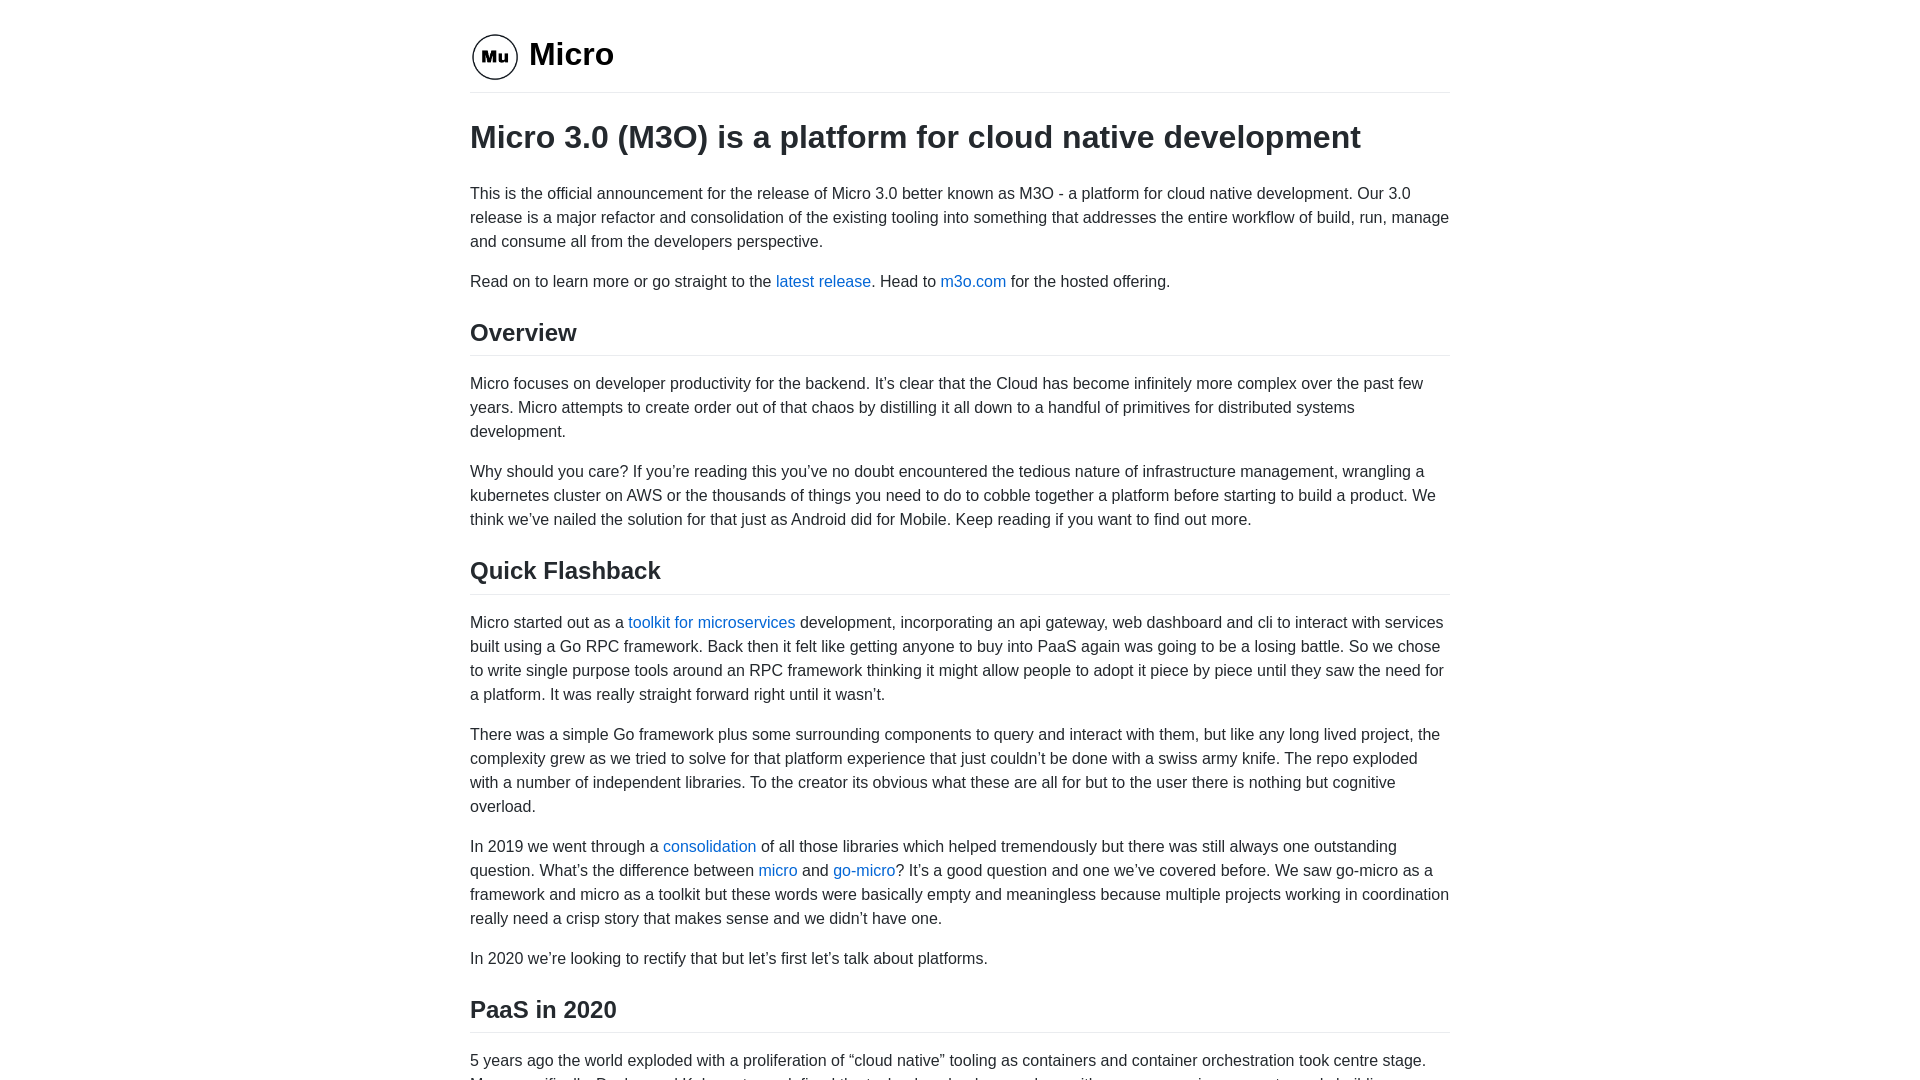 Mu Micro
Micro 3.0 (M3O) is a platform for cloud native development
This is the official announcement for the release of Micro 3.0 better known as M3O - a platform for cloud native development. Our 3.0
release is a major refactor and consolidation of the existing tooling into something that addresses the entire workflow of build, run, manage
and consume all from the developers perspective.
Read on to learn more or go straight to the latest release. Head to m3o.com for the hosted offering.
Overview
Micro focuses on developer productivity for the backend. It’s clear that the Cloud has become infinitely more complex over the past few
years. Micro attempts to create order out of that chaos by distilling it all down to a handful of primitives for distributed systems
development.
Why should you care? If you’re reading this you’ve no doubt encountered the tedious nature of infrastructure management, wrangling a
kubernetes cluster on AWS or the thousands of things you need to do to cobble together a platform before starting to build a product. We
think we’ve nailed the solution for that just as Android did for Mobile. Keep reading if you want to find out more.
Quick Flashback
Micro started out as a toolkit for microservices development, incorporating an api gateway, web dashboard and cli to interact with services
built using a Go RPC framework. Back then it felt like getting anyone to buy into PaaS again was going to be a losing battle. So we chose
to write single purpose tools around an RPC framework thinking it might allow people to adopt it piece by piece until they saw the need for
a platform. It was really straight forward right until it wasn’t.
There was a simple Go framework plus some surrounding components to query and interact with them, but like any long lived project, the
complexity grew as we tried to solve for that platform experience that just couldn’t be done with a swiss army knife. The repo exploded
with a number of independent libraries. To the creator its obvious what these are all for but to the user there is nothing but cognitive
overload.
In 2019 we went through a consolidation of all those libraries which helped tremendously but there was still always one outstanding
question. What’s the difference between micro and go-micro? It’s a good question and one we’ve covered before. We saw go-micro as a
framework and micro as a toolkit but these words were basically empty and meaningless because multiple projects working in coordination
really need a crisp story that makes sense and we didn’t have one.
In 2020 we’re looking to rectify that but let’s first let’s talk about platforms.
PaaS in 2020
5 years ago the world exploded with a proliferation of “cloud native” tooling as containers and container orchestration took centre stage.